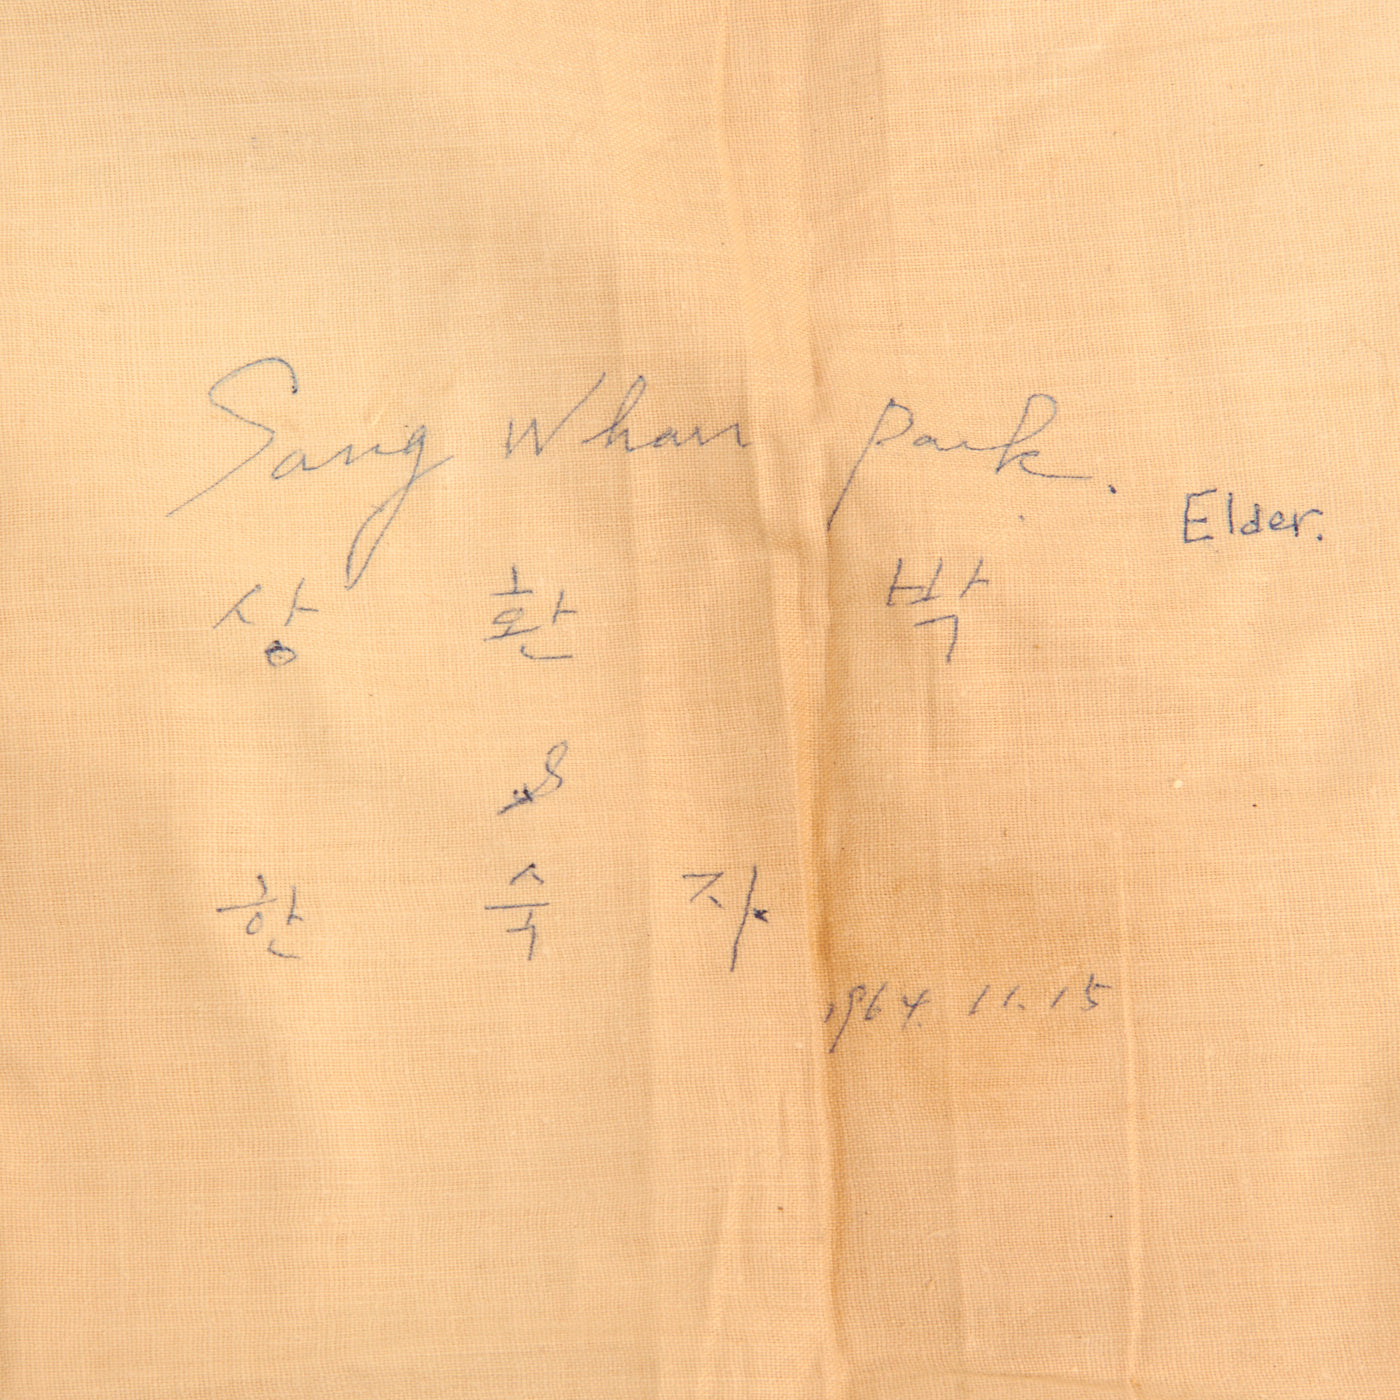 Sang Whan Park.
Elder.
상 환 박
&
한 숙 자
1964. 11. 15